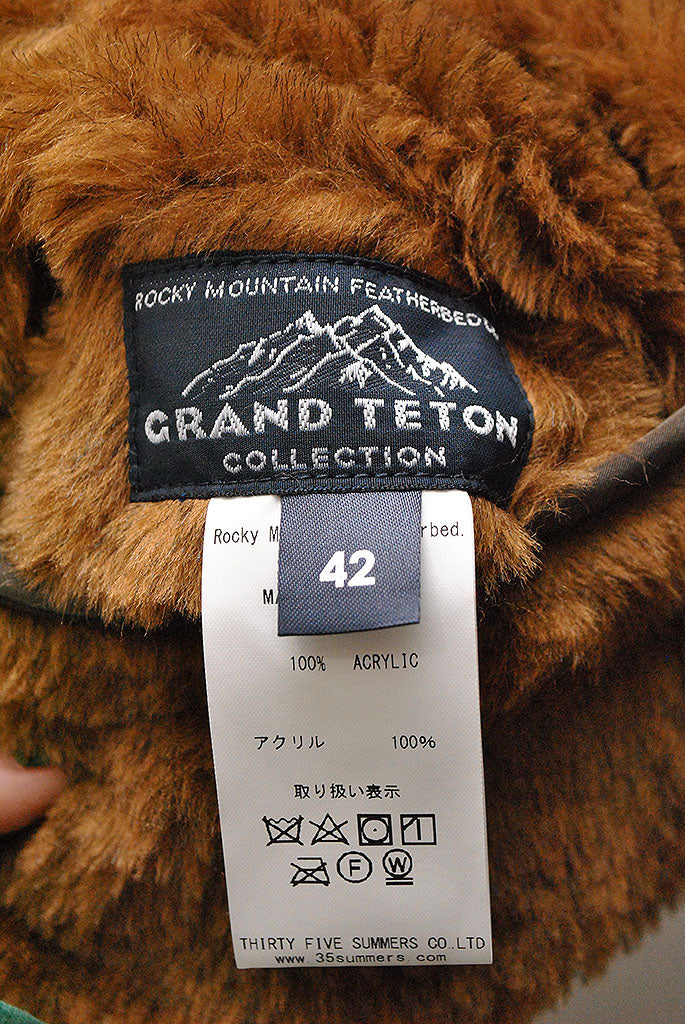 ROCKY MOUNTAIN FEATHERBED
GRAND TETON
COLLECTION
Rocky M rbed.
42
MA
100% ACRYLIC
アクリル 100%
取り扱い表示
F
W
THIRTY FIVE SUMMERS CO.,LTD
www.35summers.com